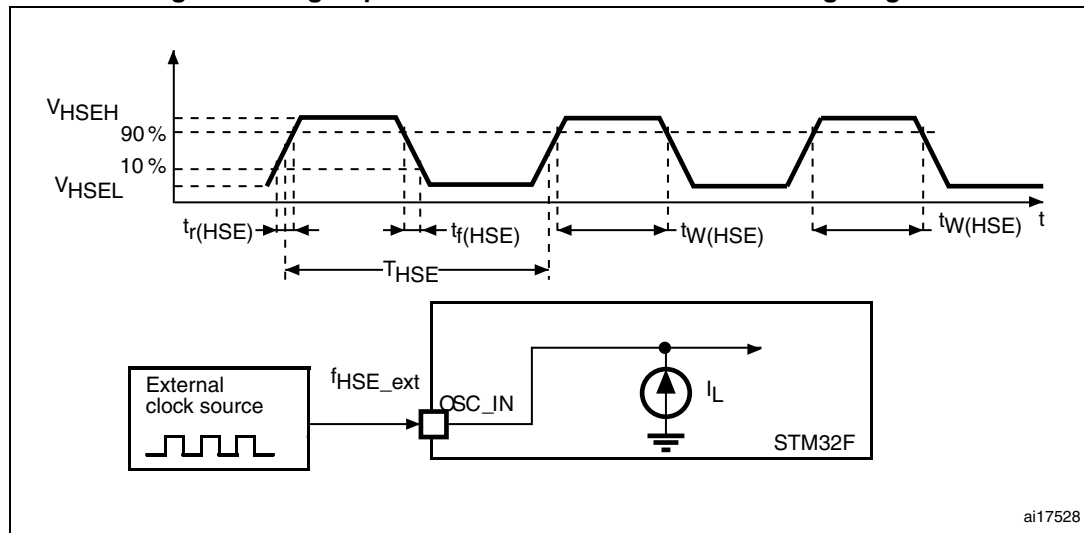 VHSEH
90 %
10 %
VHSEL
tr(HSE)
tf(HSE)
tW(HSE)
tW(HSE)
t
THSE
External
clock source
fHSE_ext
OSC_IN
IL
STM32F
ai17528